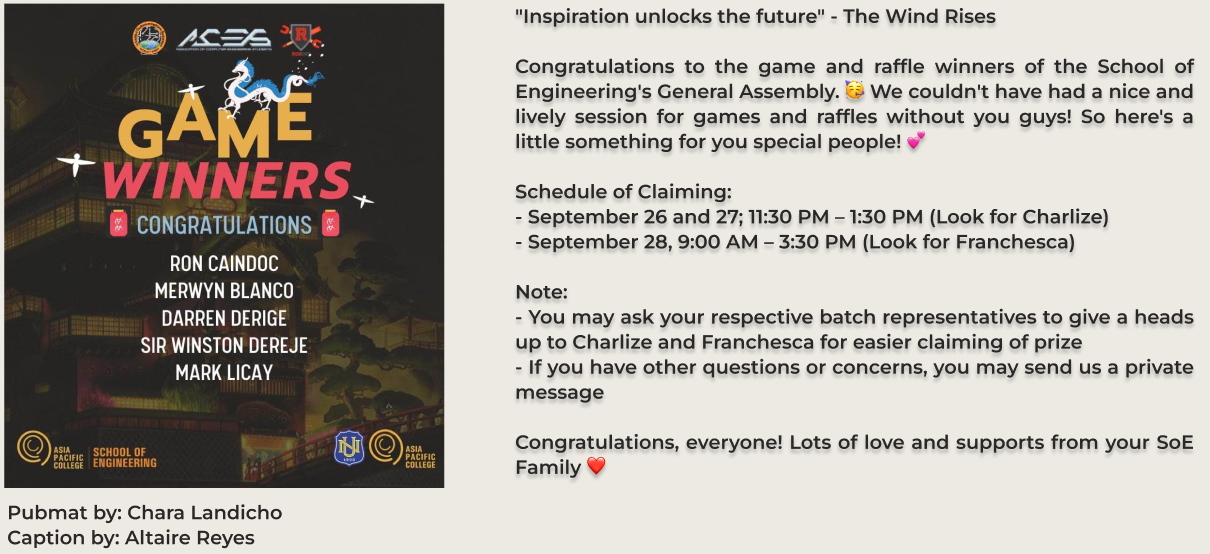 ACES
ASSOCIATION OF COMPUTER ENGINEERING STUDENTS
R
GAME
WINNERS
CONGRATULATIONS
RON CAINDOC
MERWYN BLANCO
DARREN DERIGE
SIR WINSTON DEREJE
MARK LICAY
ASIA
PACIFIC
COLLEGE
SCHOOL OF
ENGINEERING
NU
1900
ASIA
PACIFIC
COLLEGE
Pubmat by: Chara Landicho
Caption by: Altaire Reyes
"Inspiration unlocks the future" - The Wind Rises
Congratulations to the game and raffle winners of the School of
Engineering's General Assembly. 🥳 We couldn't have had a nice and
lively session for games and raffles without you guys! So here's a
little something for you special people! 💕
Schedule of Claiming:
- September 26 and 27; 11:30 PM – 1:30 PM (Look for Charlize)
- September 28, 9:00 AM – 3:30 PM (Look for Franchesca)
Note:
- You may ask your respective batch representatives to give a heads
up to Charlize and Franchesca for easier claiming of prize
- If you have other questions or concerns, you may send us a private
message
Congratulations, everyone! Lots of love and supports from your SoE
Family ❤️